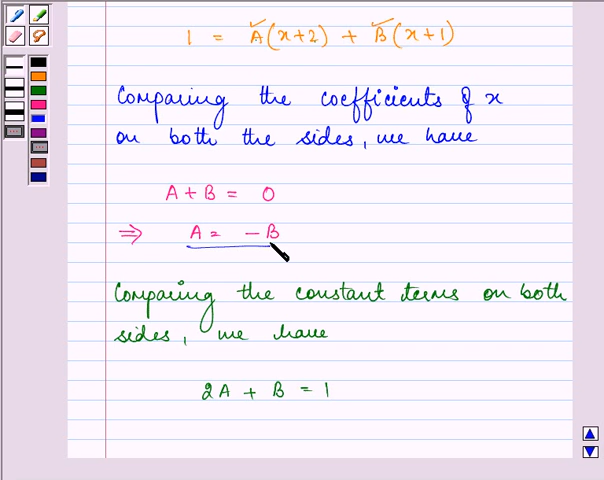 1 = A(x+2) + B(x+1)
Comparing the coefficients of x
on both the sides, we have
A + B = 0
⇒ A = - B
Comparing the constant terms on both
sides, we have
2A + B = 1